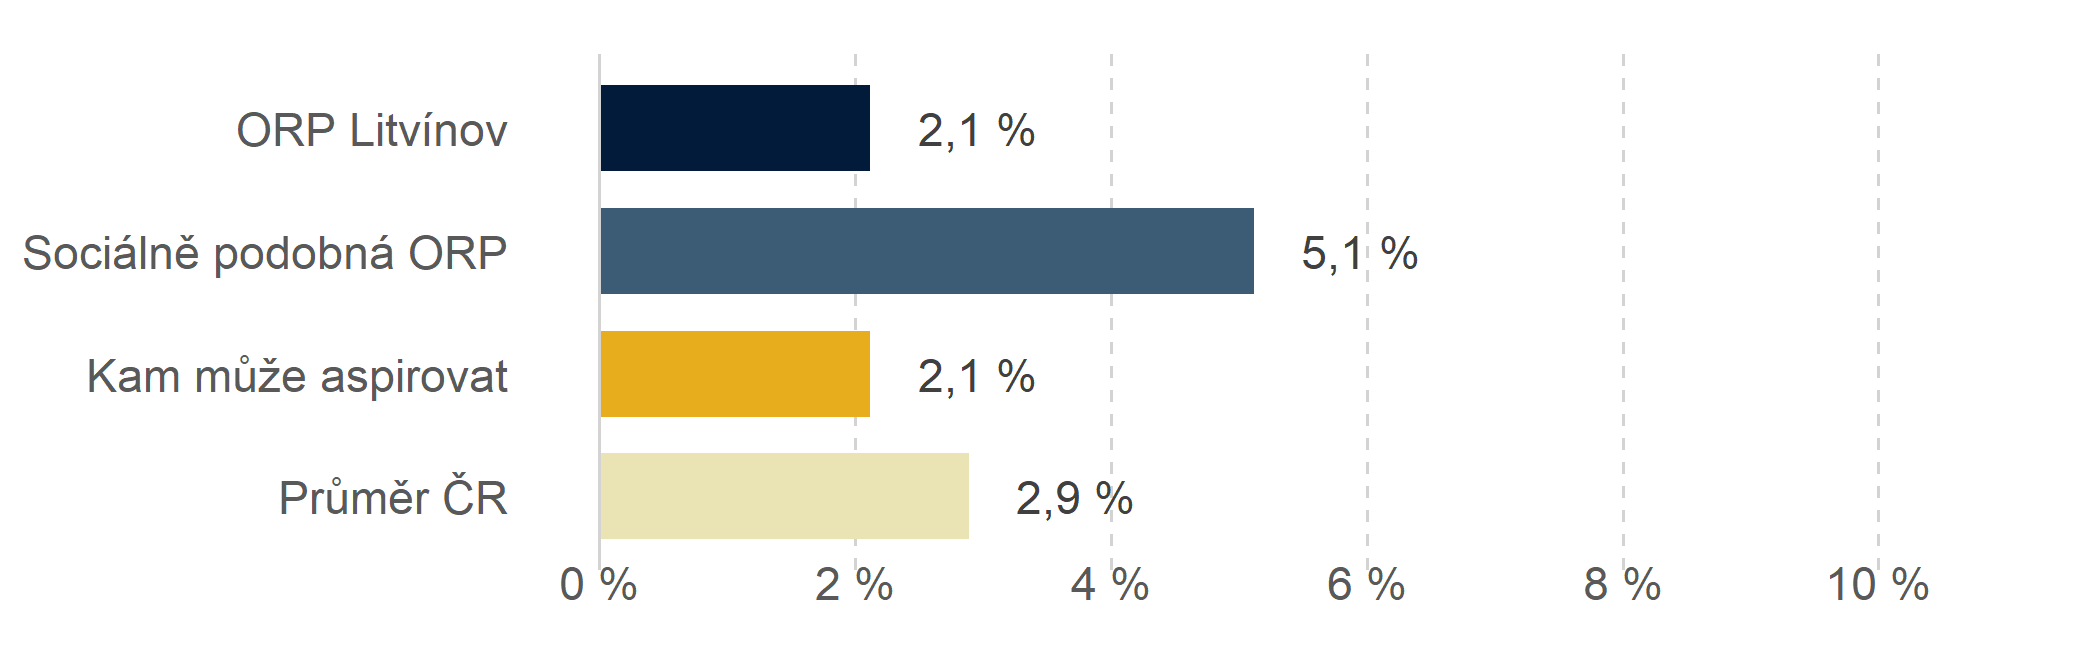 ORP Litvínov
2,1 %
Sociálně podobná ORP
5,1 %
Kam může aspirovat
2,1 %
Průměr ČR
2,9 %
0 %
2 %
4 %
6 %
8 %
10 %